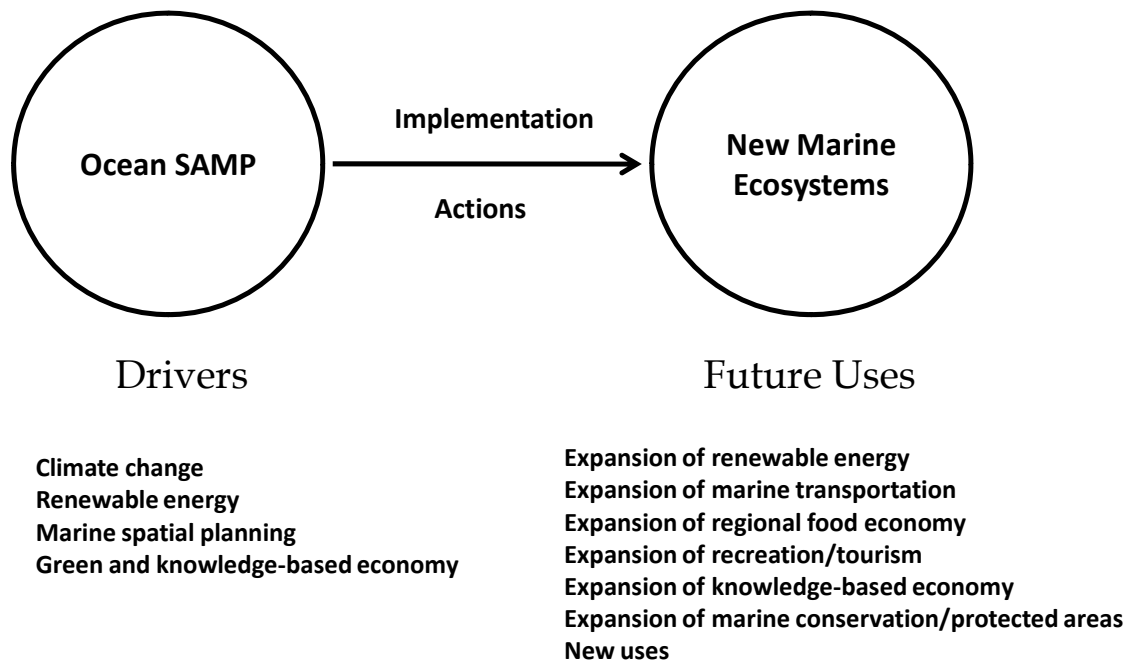 Ocean SAMP
Implementation
Actions
New Marine
Ecosystems
Drivers
Future Uses
Climate change
Renewable energy
Marine spatial planning
Green and knowledge-based economy
Expansion of renewable energy
Expansion of marine transportation
Expansion of regional food economy
Expansion of recreation/tourism
Expansion of knowledge-based economy
Expansion of marine conservation/protected areas
New uses